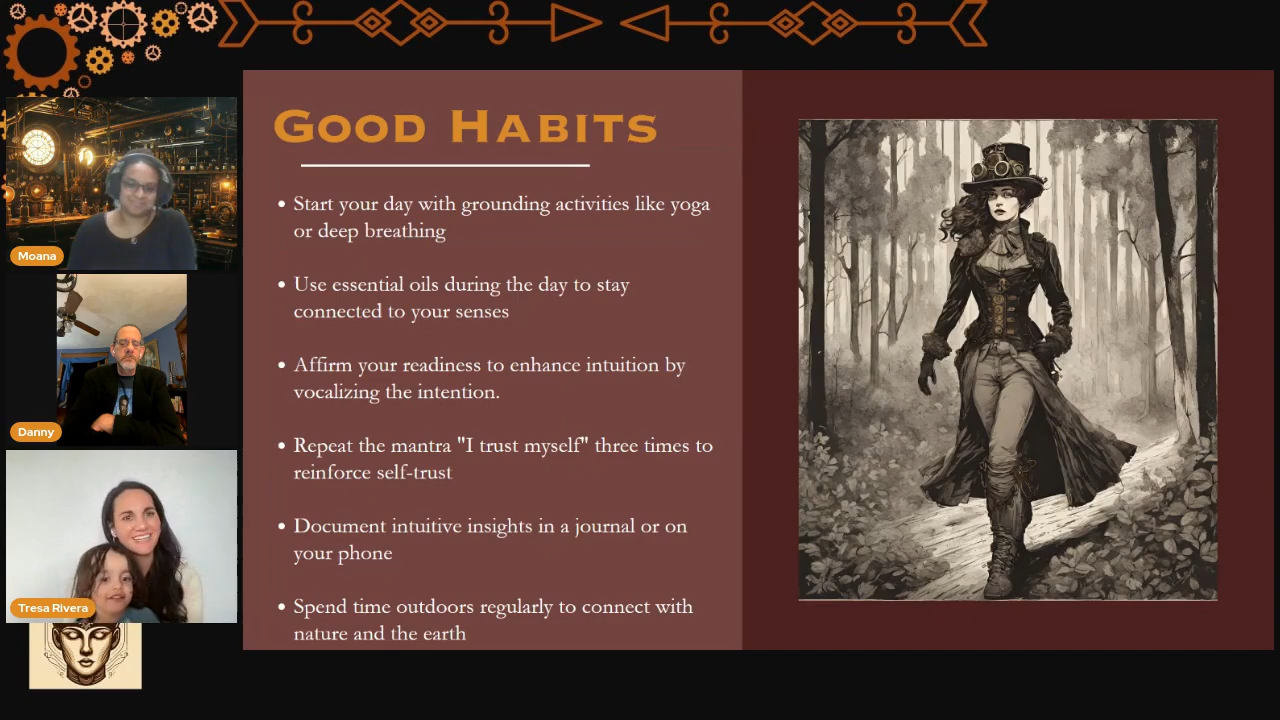 Good Habits
• Start your day with grounding activities like yoga
or deep breathing
• Use essential oils during the day to stay
connected to your senses
• Affirm your readiness to enhance intuition by
vocalizing the intention.
• Repeat the mantra "I trust myself" three times to
reinforce self-trust
• Document intuitive insights in a journal or on
your phone
• Spend time outdoors regularly to connect with
nature and the earth
Moana
Danny
Tresa Rivera